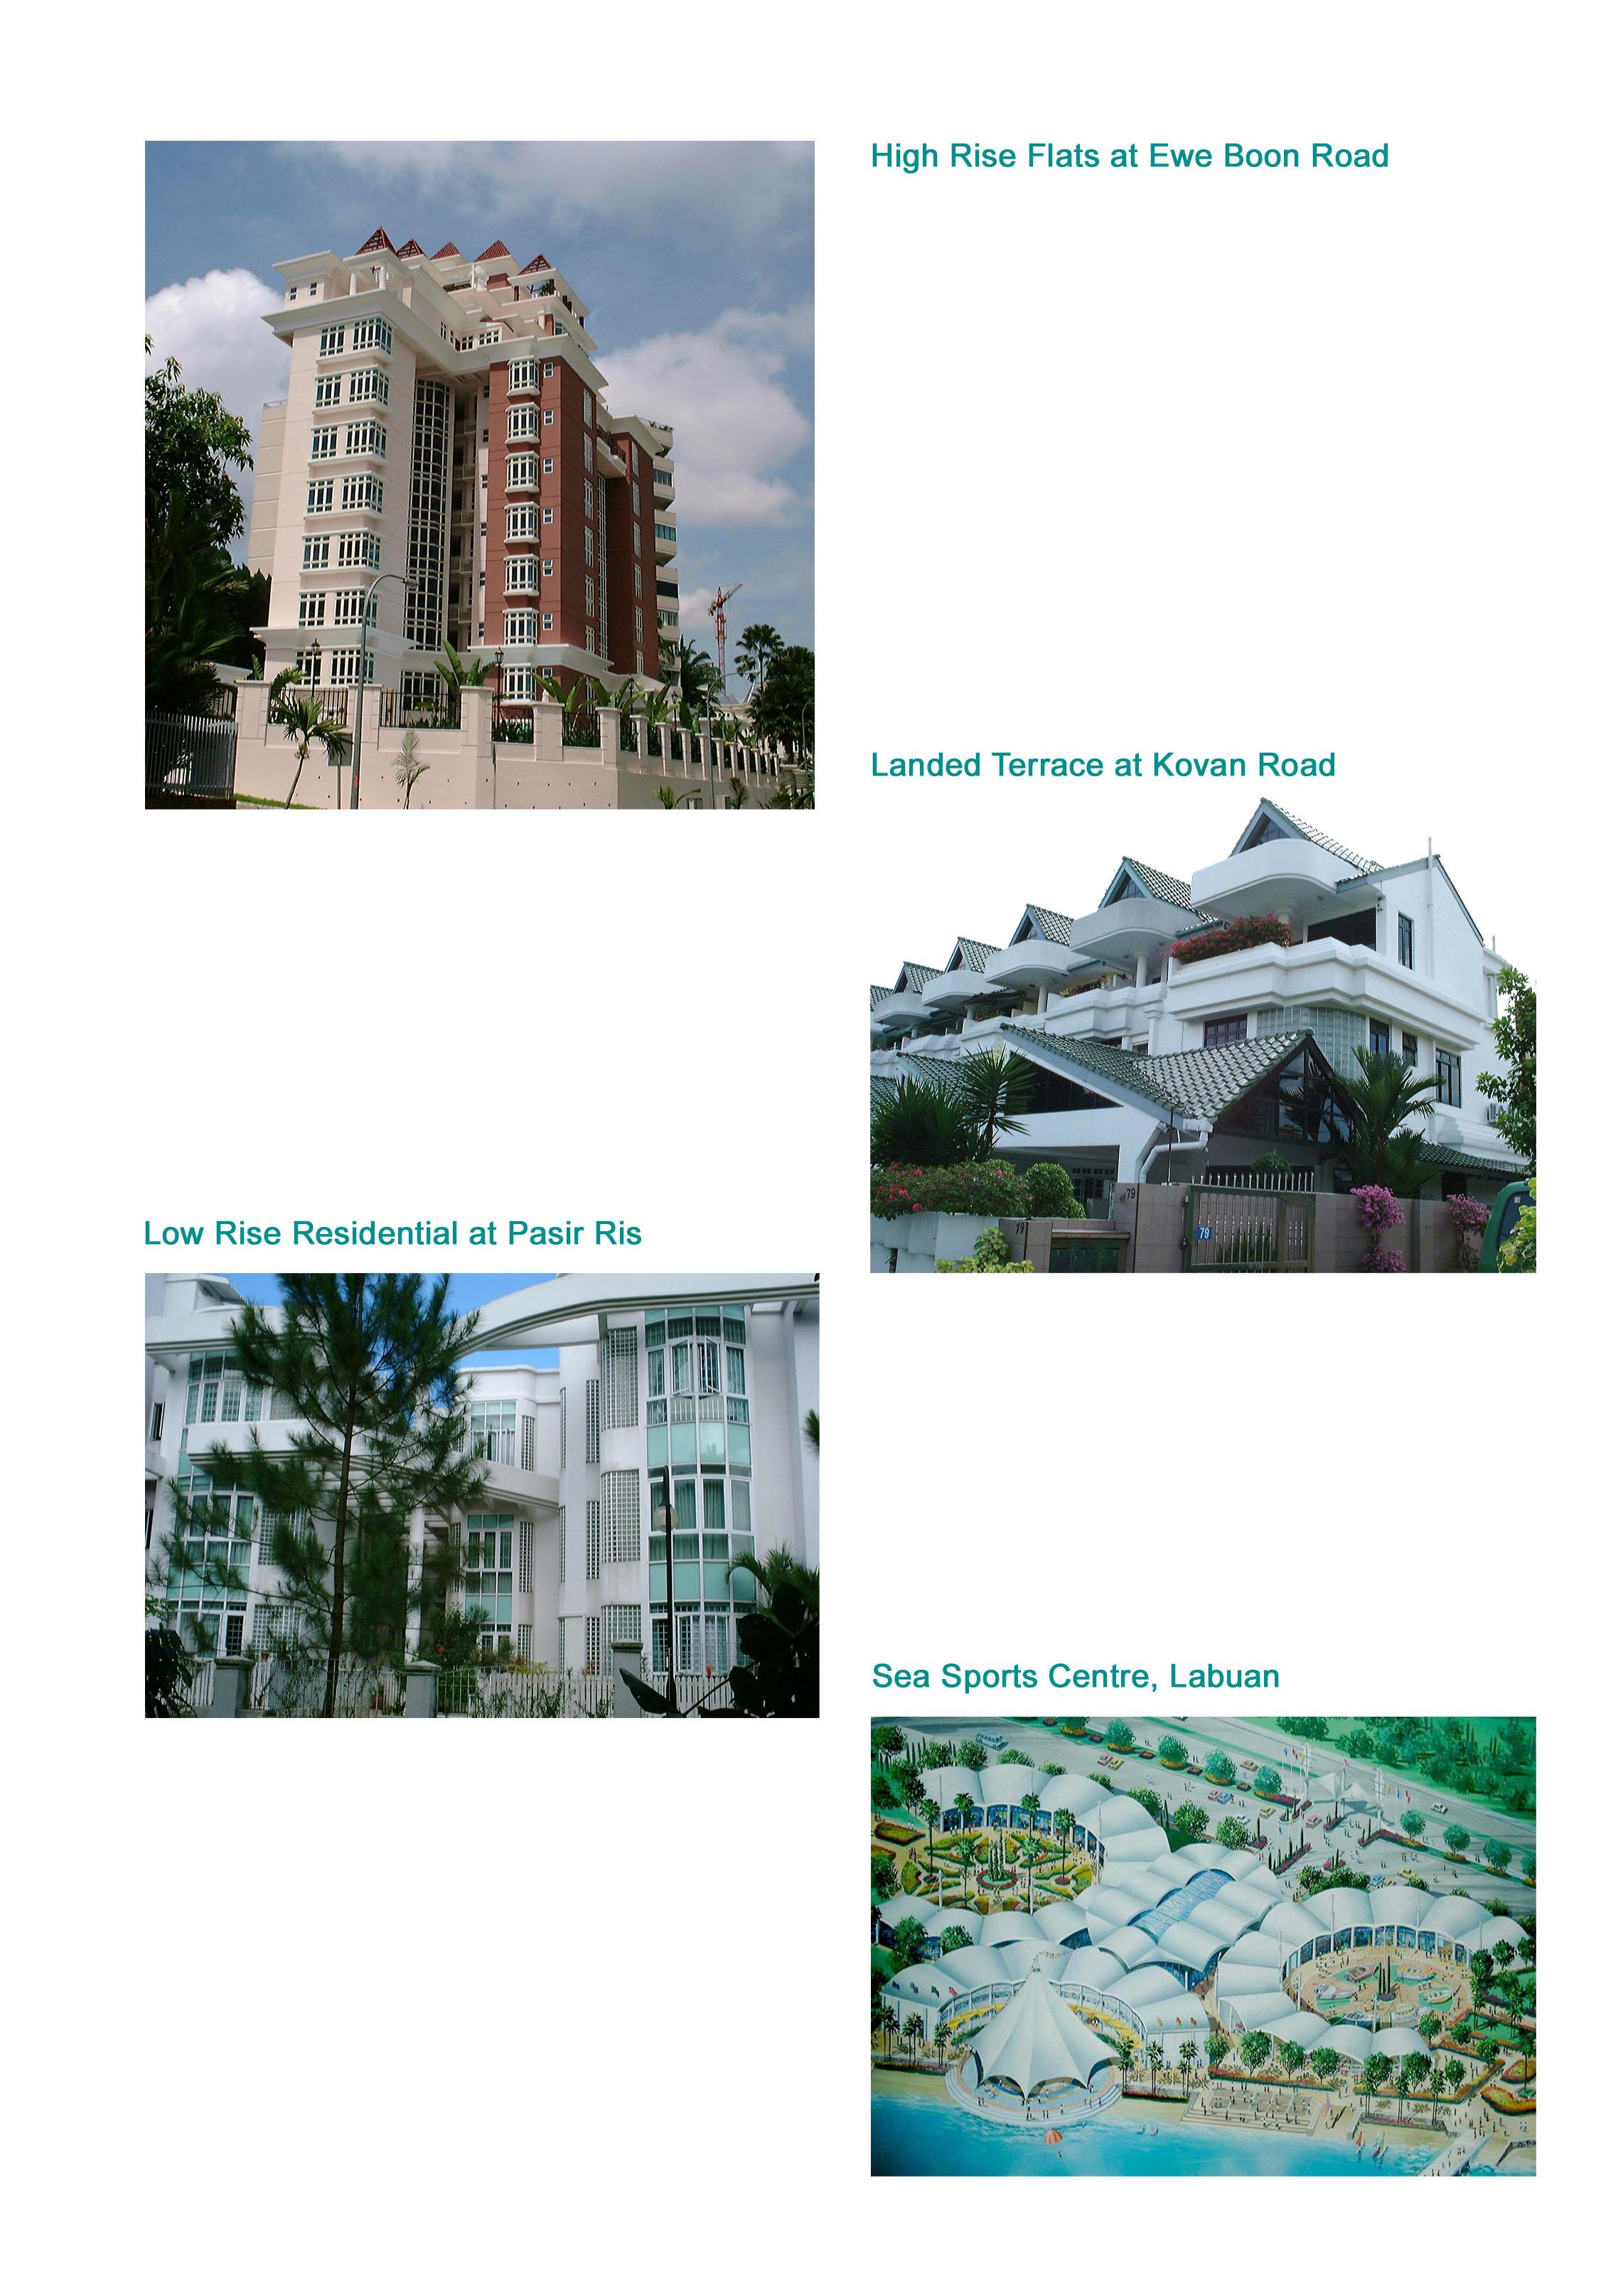 High Rise Flats at Ewe Boon Road
Landed Terrace at Kovan Road
79
79
79
Low Rise Residential at Pasir Ris
Sea Sports Centre, Labuan